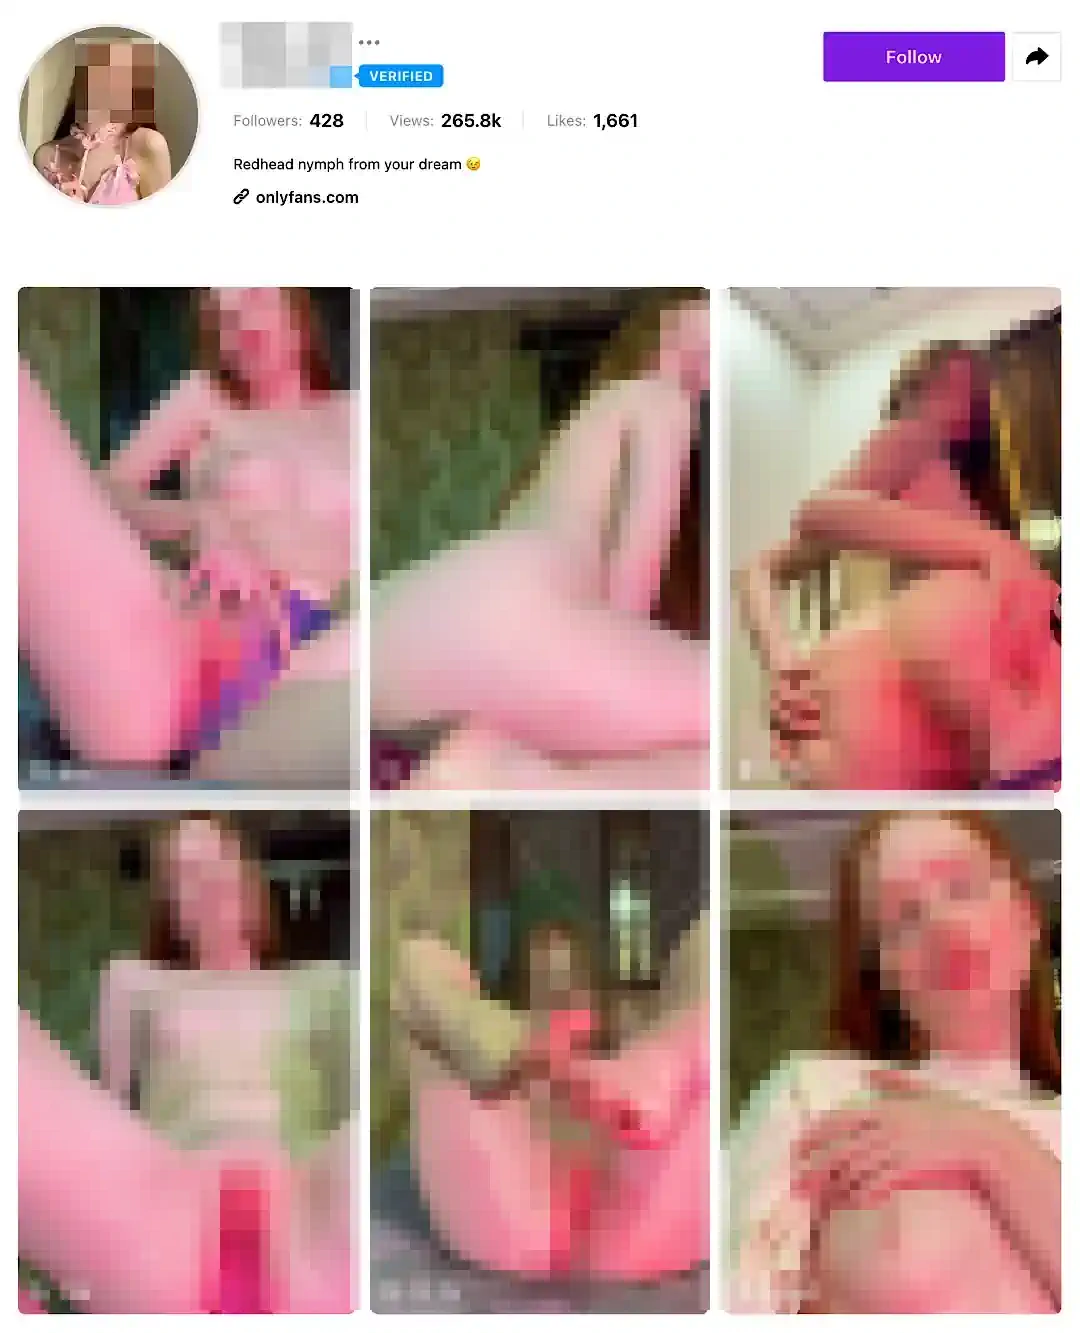 VERIFIED
Follow
Followers: 428
Views: 265.8k
Likes: 1,661
Redhead nymph from your dream 😉
onlyfans.com